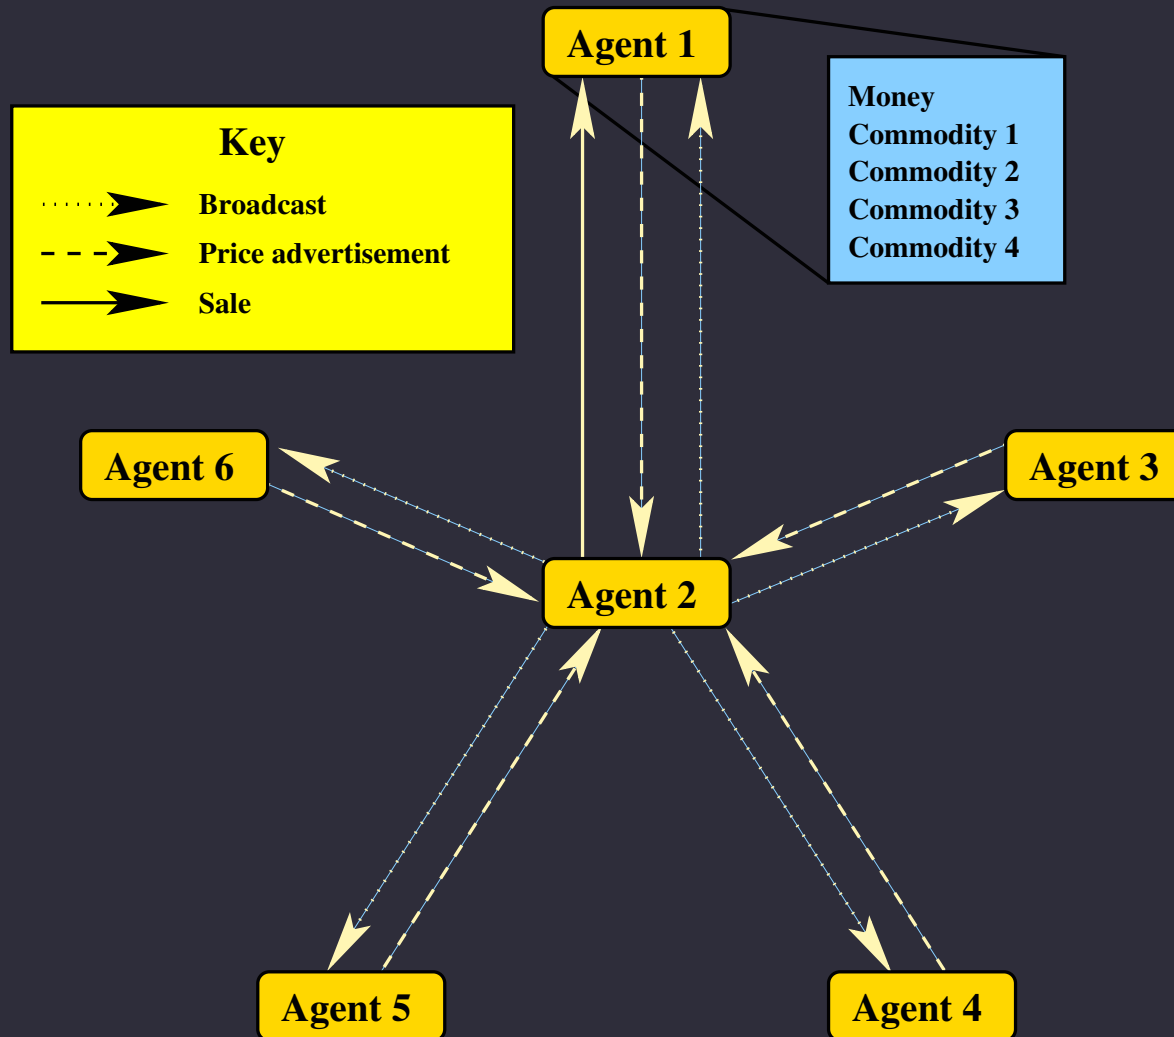 Agent 1
Money
Commodity 1
Commodity 2
Commodity 3
Commodity 4
Key
Broadcast
Price advertisement
Sale
Agent 6
Agent 3
Agent 2
Agent 5
Agent 4